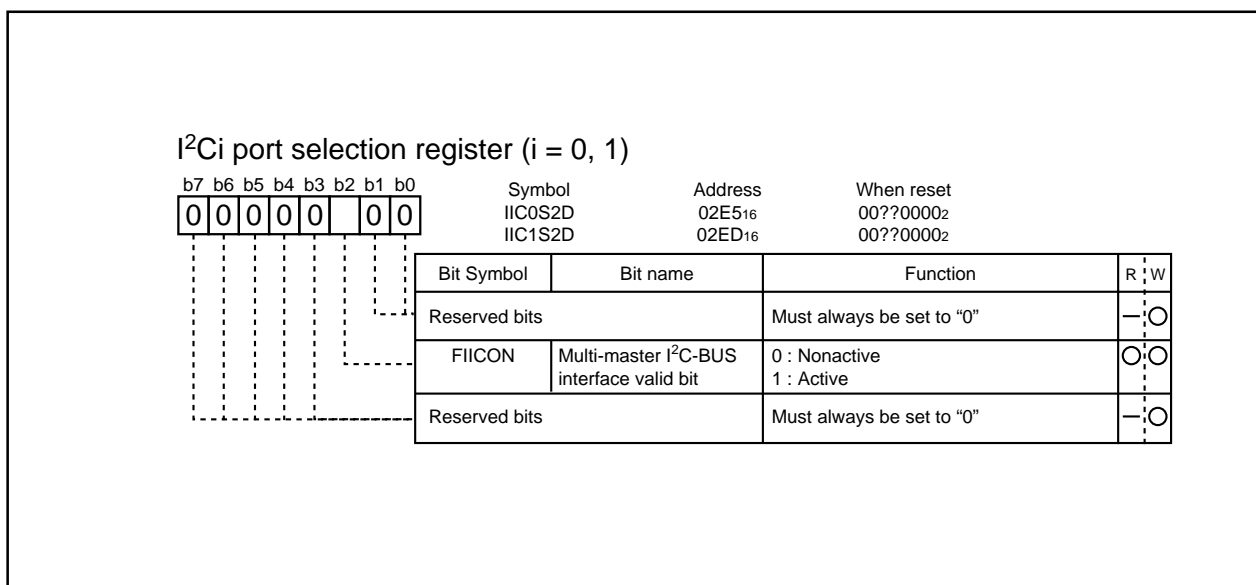 I²Ci port selection register (i = 0, 1)
b7 b6 b5 b4 b3 b2 b1 b0 Symbol Address When reset
0 0 0 0 0 0 0 IIC0S2D 02E5₁₆ 00??0000₂
IIC1S2D 02ED₁₆ 00??0000₂
Bit Symbol Bit name Function R W
Reserved bits Must always be set to “0” – O
FIICON Multi-master I²C-BUS 0 : Nonactive O O
interface valid bit 1 : Active
Reserved bits Must always be set to “0” – O